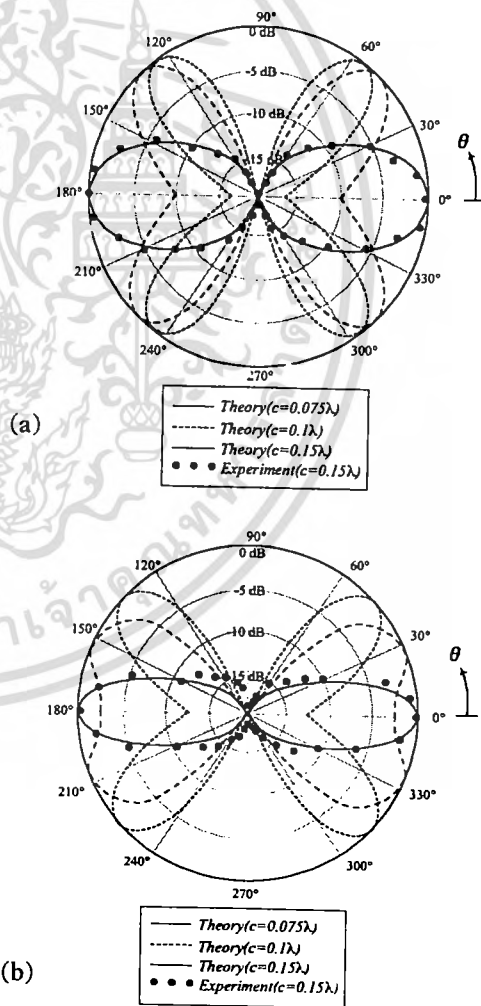 90°
0 dB
120°
60°
-5 dB
-10 dB
150°
30°
-15 dB
θ
180°
0°
210°
330°
240°
300°
270°
(a)
Theory(c=0.075λ)
Theory(c=0.1λ)
Theory(c=0.15λ)
Experiment(c=0.15λ)
90°
0 dB
120°
60°
-5 dB
150°
10 dB
30°
θ
15 dB
180°
0°
210°
330°
240°
300°
270°
(b)
Theory(c=0.075λ)
Theory(c=0.1λ)
Theory(c=0.15λ)
Experiment(c=0.15λ)